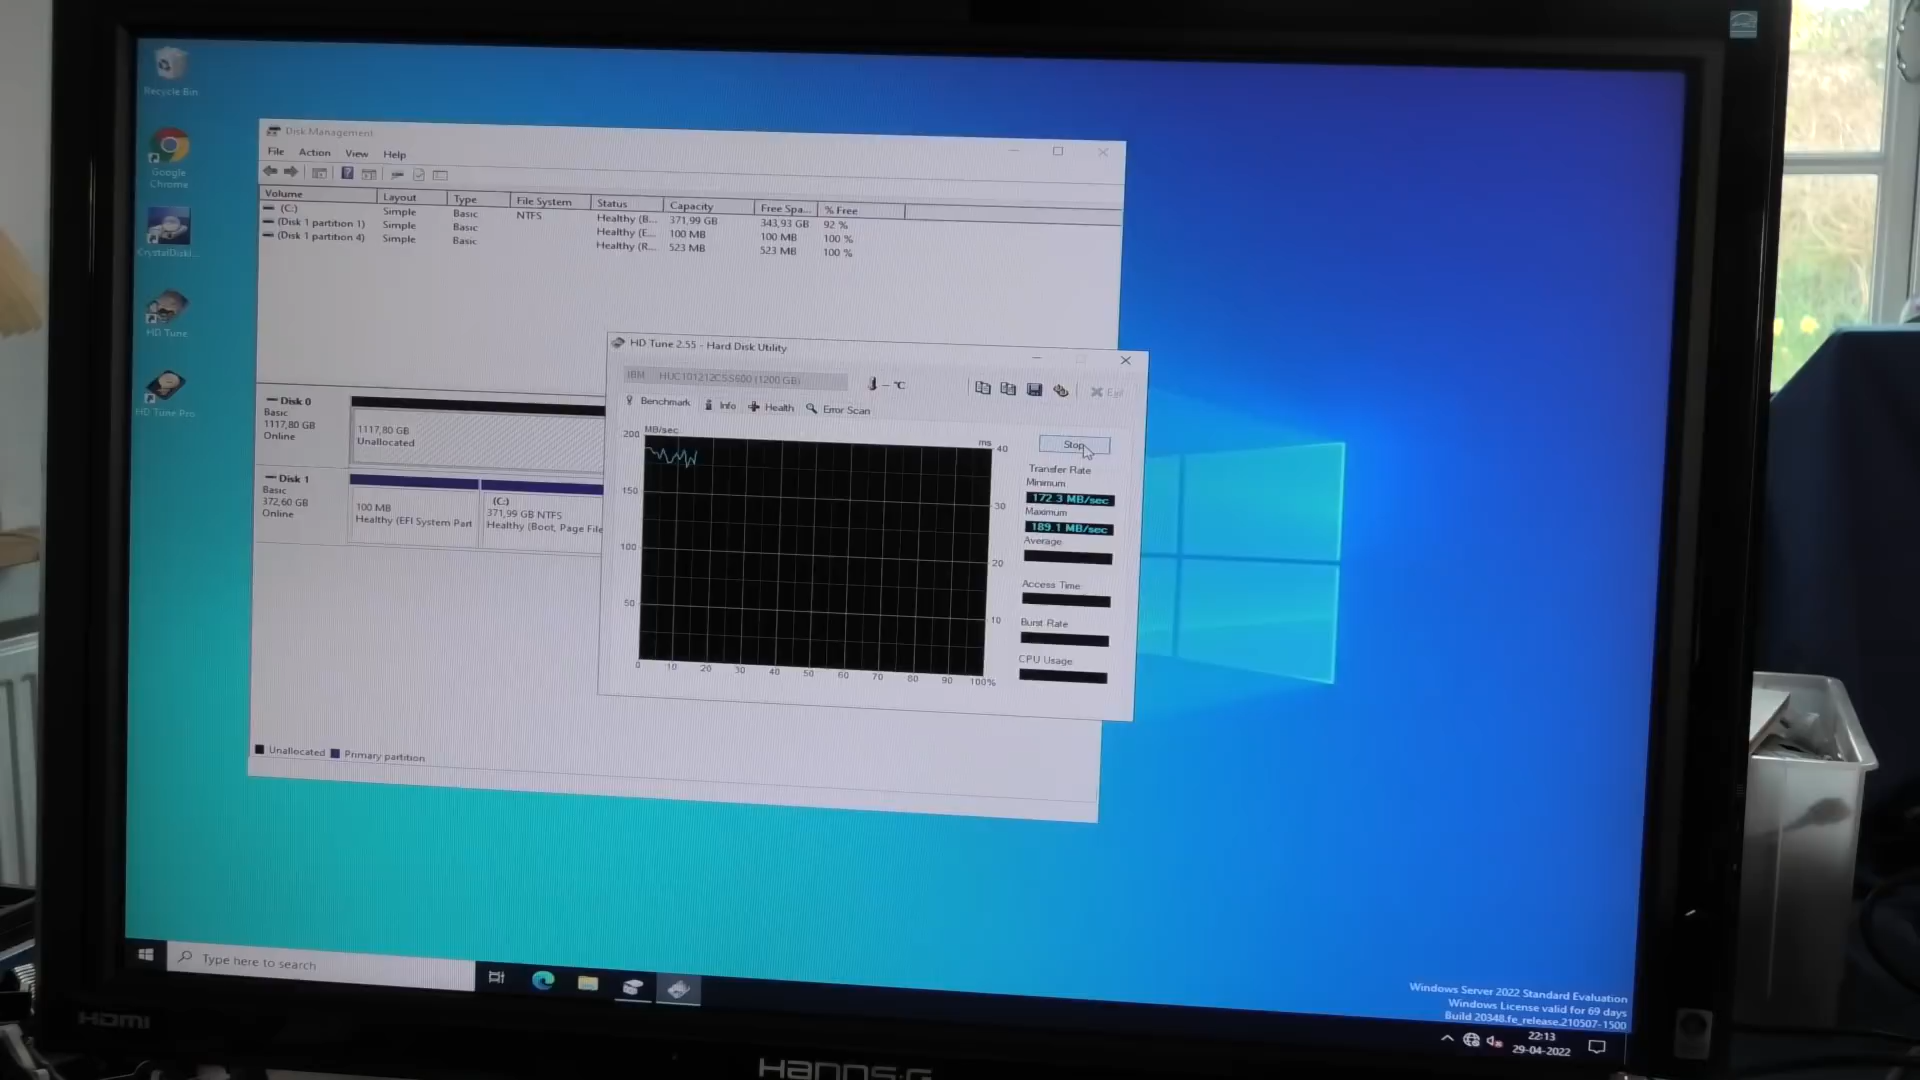 Recycle Bin
Google
Chrome
CrystalDiskI...
HD Tune
HD Tune Pro
Disk Management
File Action View Help
Volume Layout Type File System Status Capacity Free Spa... % Free
(C:) Simple Basic NTFS Healthy (B... 371,99 GB 343,93 GB 92 %
(Disk 1 partition 1) Simple Basic Healthy (E... 100 MB 100 MB 100 %
(Disk 1 partition 4) Simple Basic Healthy (R... 523 MB 523 MB 100 %
Disk 0
Basic
1117,80 GB
Online
1117,80 GB
Unallocated
Disk 1
Basic
372,60 GB
Online
100 MB
Healthy (EFI System Part
(C:)
371,99 GB NTFS
Healthy (Boot, Page File
Unallocated Primary partition
HD Tune 2.55 - Hard Disk Utility
IBM HUC101212CSS600 (1200 GB)
– °C
Exit
Benchmark Info Health Error Scan
MB/sec
ms
200
150
100
50
40
30
20
10
0 10 20 30 40 50 60 70 80 90 100%
Stop
Transfer Rate
Minimum
172.3 MB/sec
Maximum
189.1 MB/sec
Average
Access Time
Burst Rate
CPU Usage
Windows Server 2022 Standard Evaluation
Windows License valid for 69 days
Build 20348.fe_release.210507-1500
Type here to search
22:13
29-04-2022
HDMI
HANNS·G